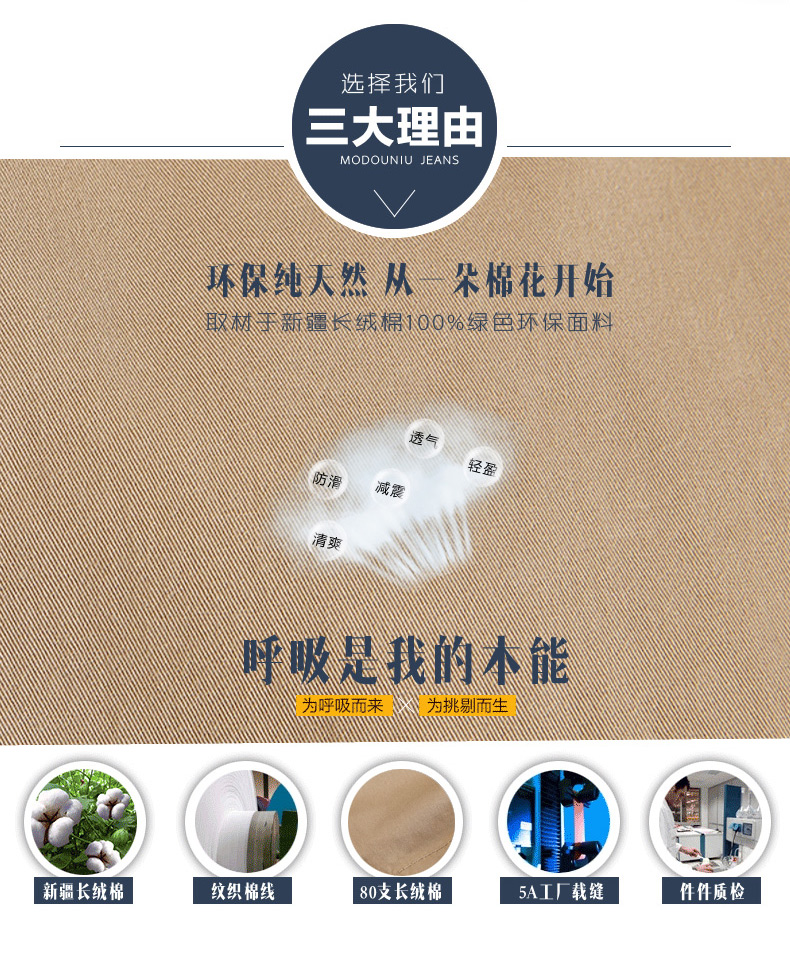 选择我们
三大理由
MODOUNIU JEANS
环保纯天然 从一朵棉花开始
取材于新疆长绒棉100%绿色环保面料
透气
轻盈
防滑
减震
清爽
呼吸是我的本能
为呼吸而来 × 为挑剔而生
新疆长绒棉
纹织棉线
80支长绒棉
5A工厂载缝
件件质检